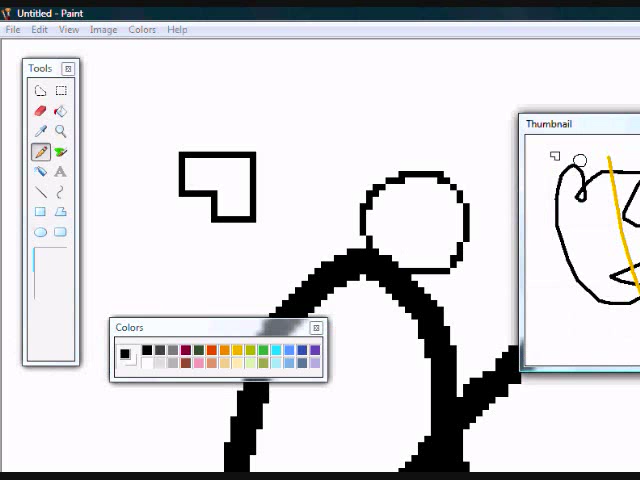 Untitled - Paint
File Edit View Image Colors Help
Tools
A
Thumbnail
Colors